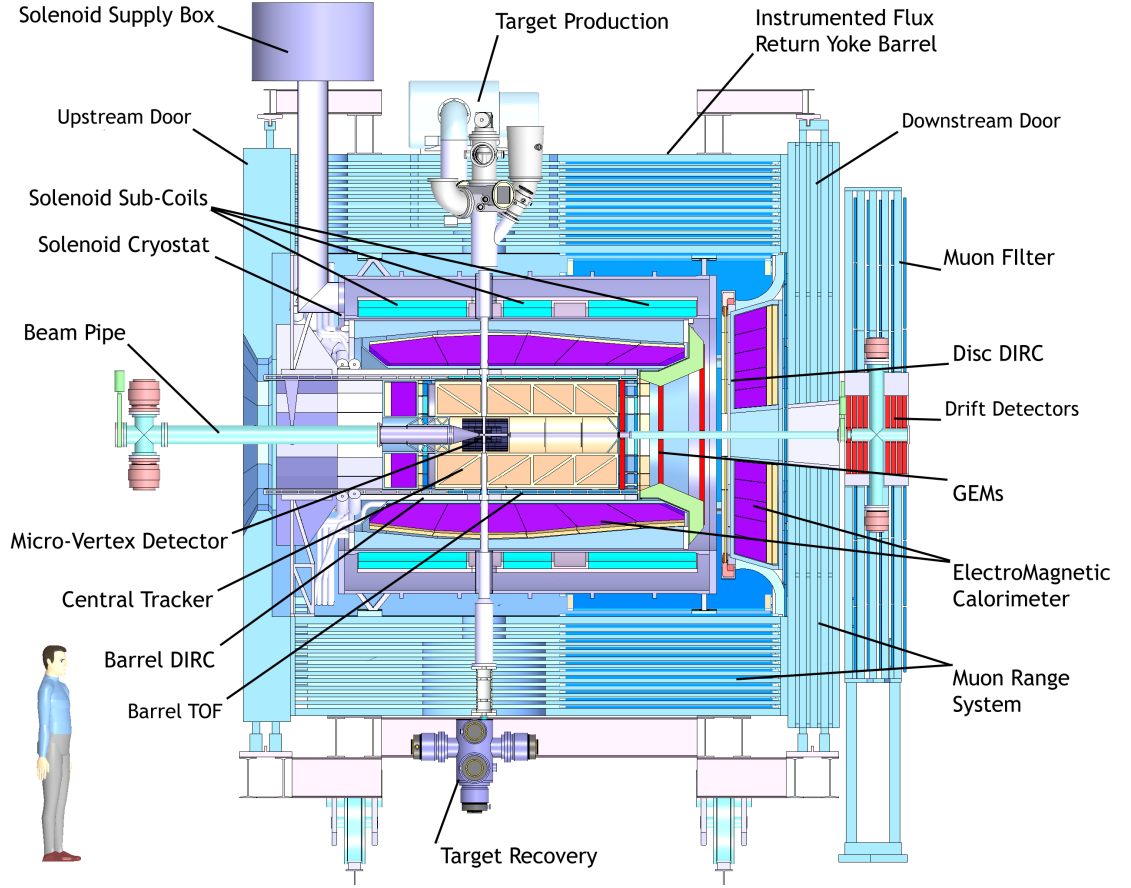 Solenoid Supply Box
Target Production
Instrumented Flux
Return Yoke Barrel
Upstream Door
Downstream Door
Solenoid Sub-Coils
Solenoid Cryostat
Muon FIlter
Beam Pipe
Disc DIRC
Drift Detectors
GEMs
Micro-Vertex Detector
ElectroMagnetic
Calorimeter
Central Tracker
Barrel DIRC
Muon Range
System
Barrel TOF
Target Recovery